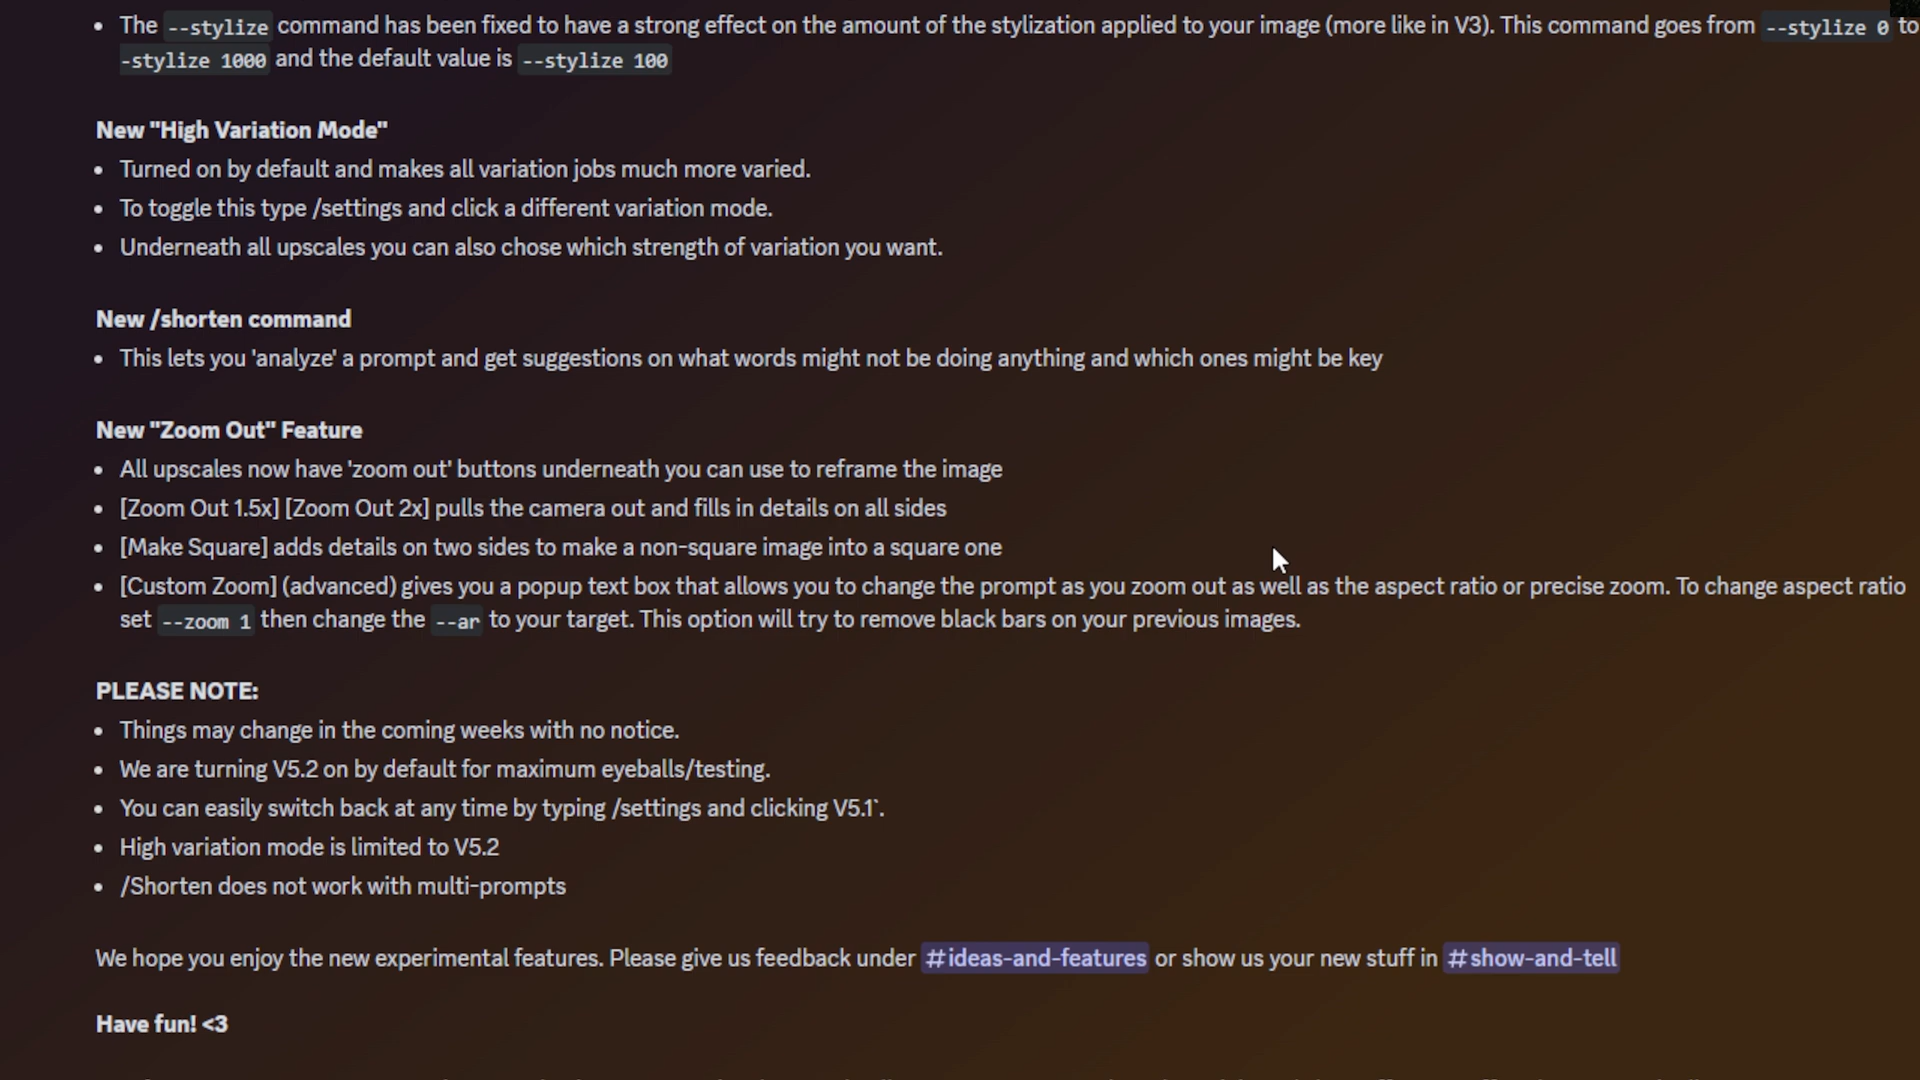 • The --stylize command has been fixed to have a strong effect on the amount of the stylization applied to your image (more like in V3). This command goes from --stylize 0 to
-stylize 1000 and the default value is --stylize 100
New "High Variation Mode"
• Turned on by default and makes all variation jobs much more varied.
• To toggle this type /settings and click a different variation mode.
• Underneath all upscales you can also chose which strength of variation you want.
New /shorten command
• This lets you 'analyze' a prompt and get suggestions on what words might not be doing anything and which ones might be key
New "Zoom Out" Feature
• All upscales now have 'zoom out' buttons underneath you can use to reframe the image
• [Zoom Out 1.5x] [Zoom Out 2x] pulls the camera out and fills in details on all sides
• [Make Square] adds details on two sides to make a non-square image into a square one
• [Custom Zoom] (advanced) gives you a popup text box that allows you to change the prompt as you zoom out as well as the aspect ratio or precise zoom. To change aspect ratio
set --zoom 1 then change the --ar to your target. This option will try to remove black bars on your previous images.
PLEASE NOTE:
• Things may change in the coming weeks with no notice.
• We are turning V5.2 on by default for maximum eyeballs/testing.
• You can easily switch back at any time by typing /settings and clicking V5.1`.
• High variation mode is limited to V5.2
• /Shorten does not work with multi-prompts
We hope you enjoy the new experimental features. Please give us feedback under #ideas-and-features or show us your new stuff in #show-and-tell
Have fun! <3